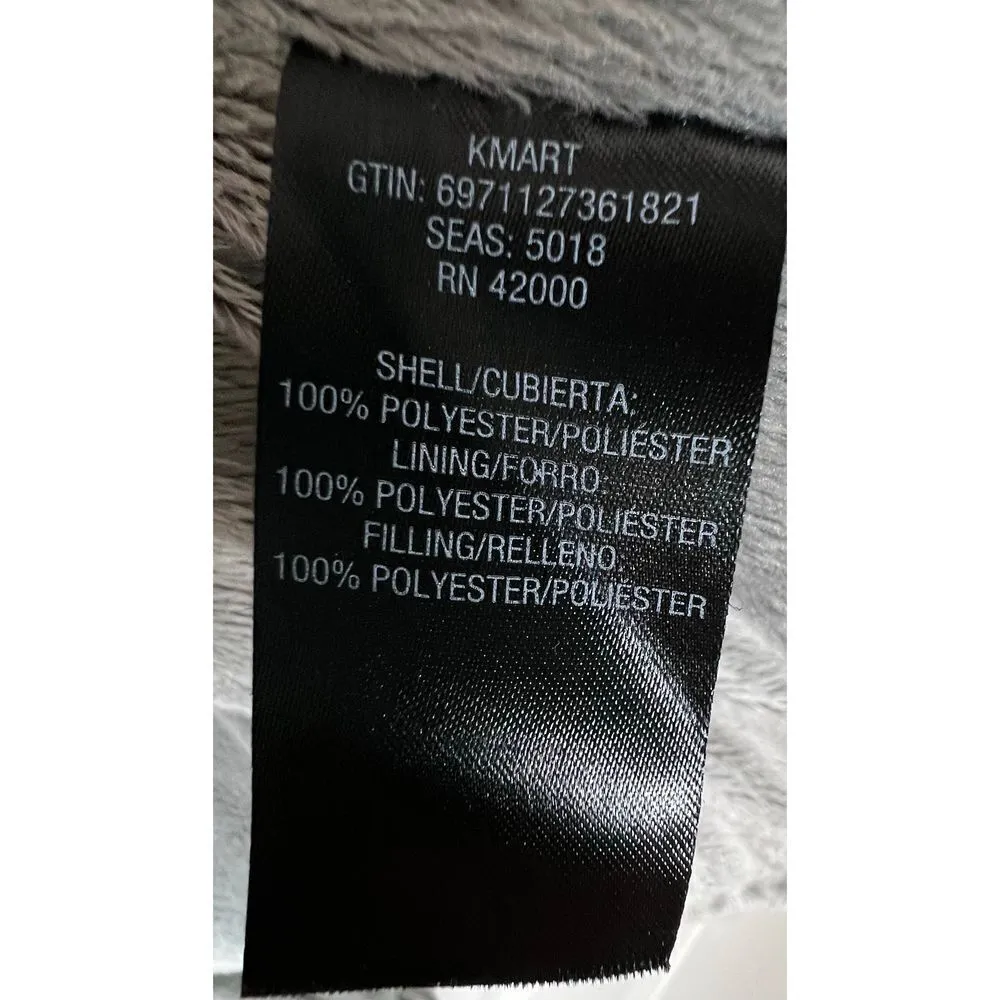 KMART
GTIN: 6971127361821
SEAS: 5018
RN 42000
SHELL/CUBIERTA:
100% POLYESTER/POLIESTER
LINING/FORRO:
100% POLYESTER/POLIESTER
FILLING/RELLENO
100% POLYESTER/POLIESTER